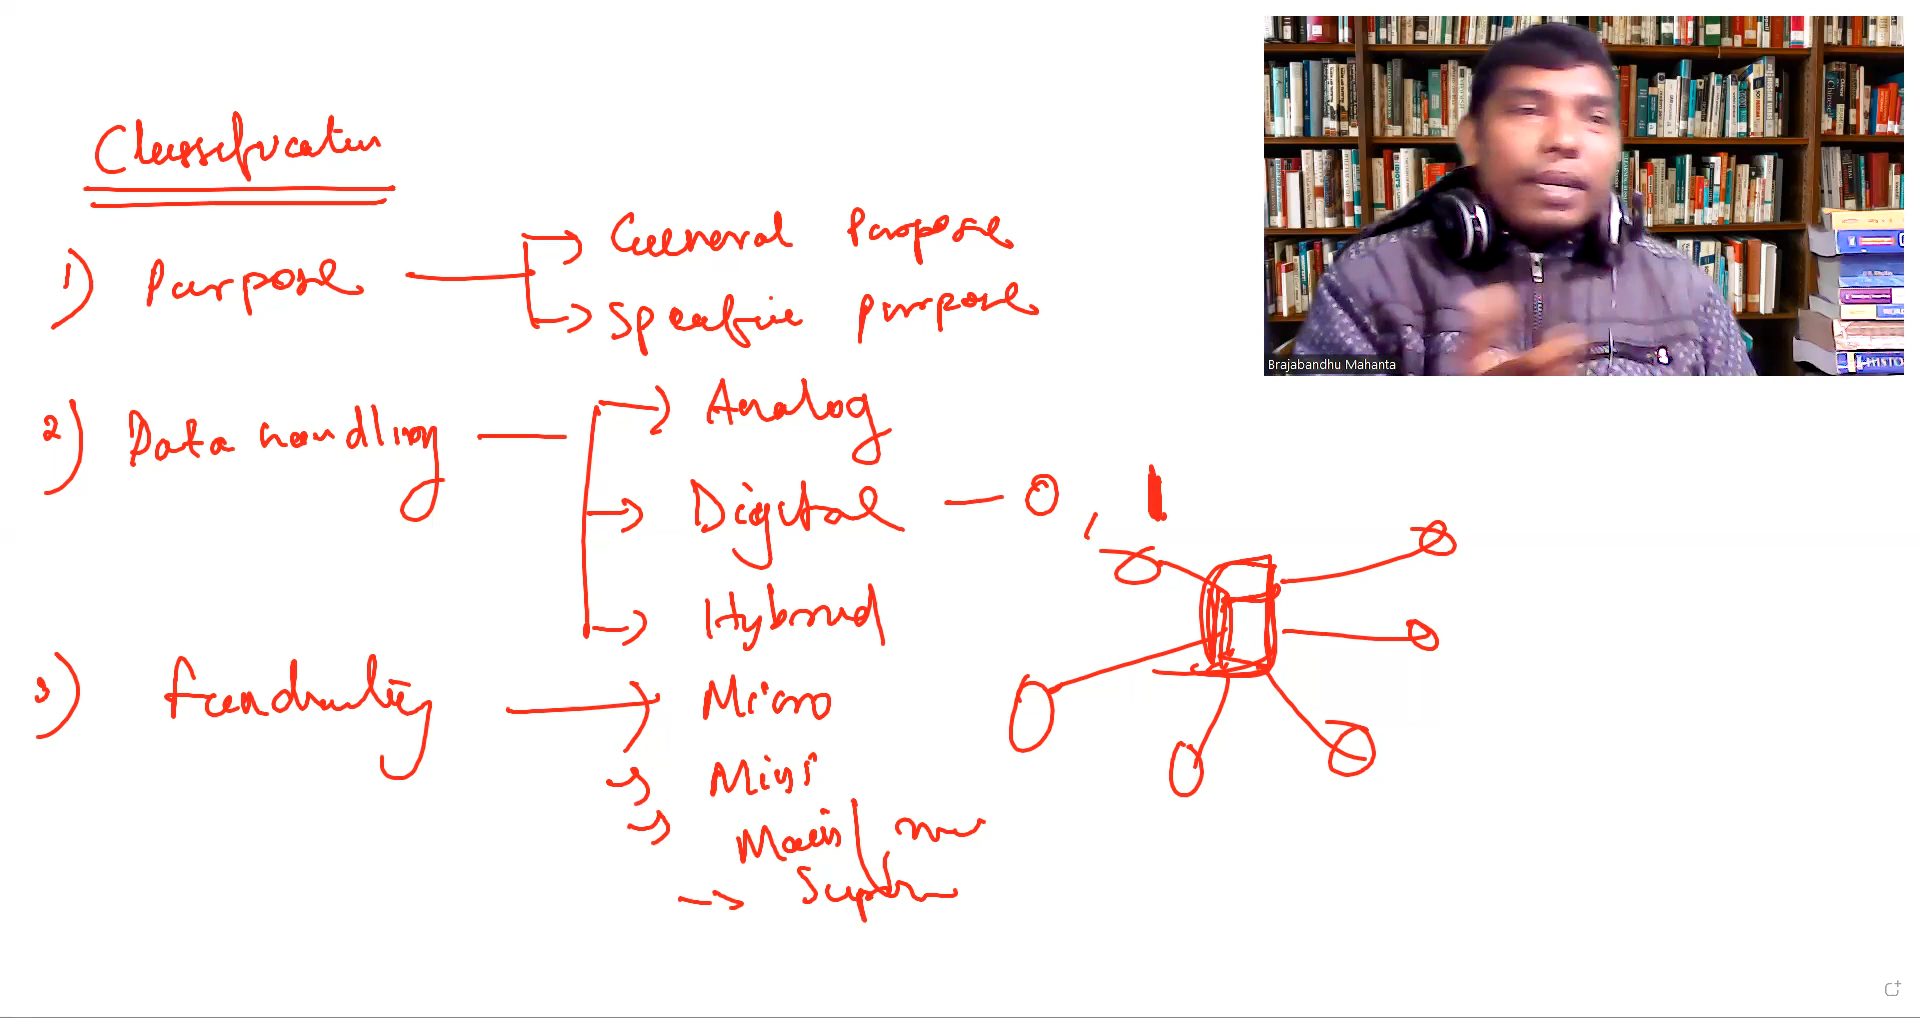 Classification
1) Purpose
General Purpose
Specific purpose
2) Data handling
Analog
Digital — 0, 1
Hybrid
3)
Micro
Mini
Main
Super
Brajabandhu Mahanta